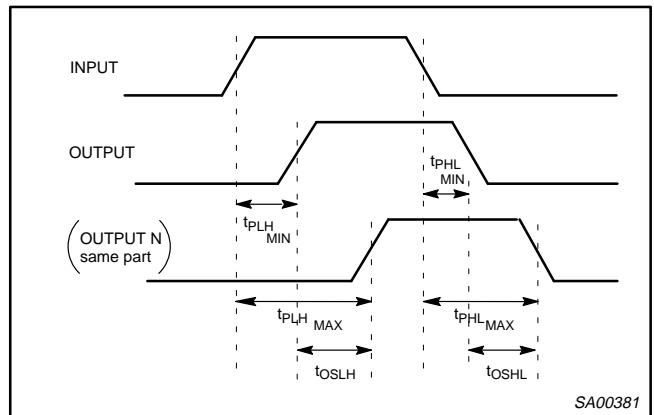 INPUT
OUTPUT
tPHL MIN
tPLH MIN
(OUTPUT N
same part)
tPLH MAX
tPHL MAX
tOSLH
tOSHL
SA00381